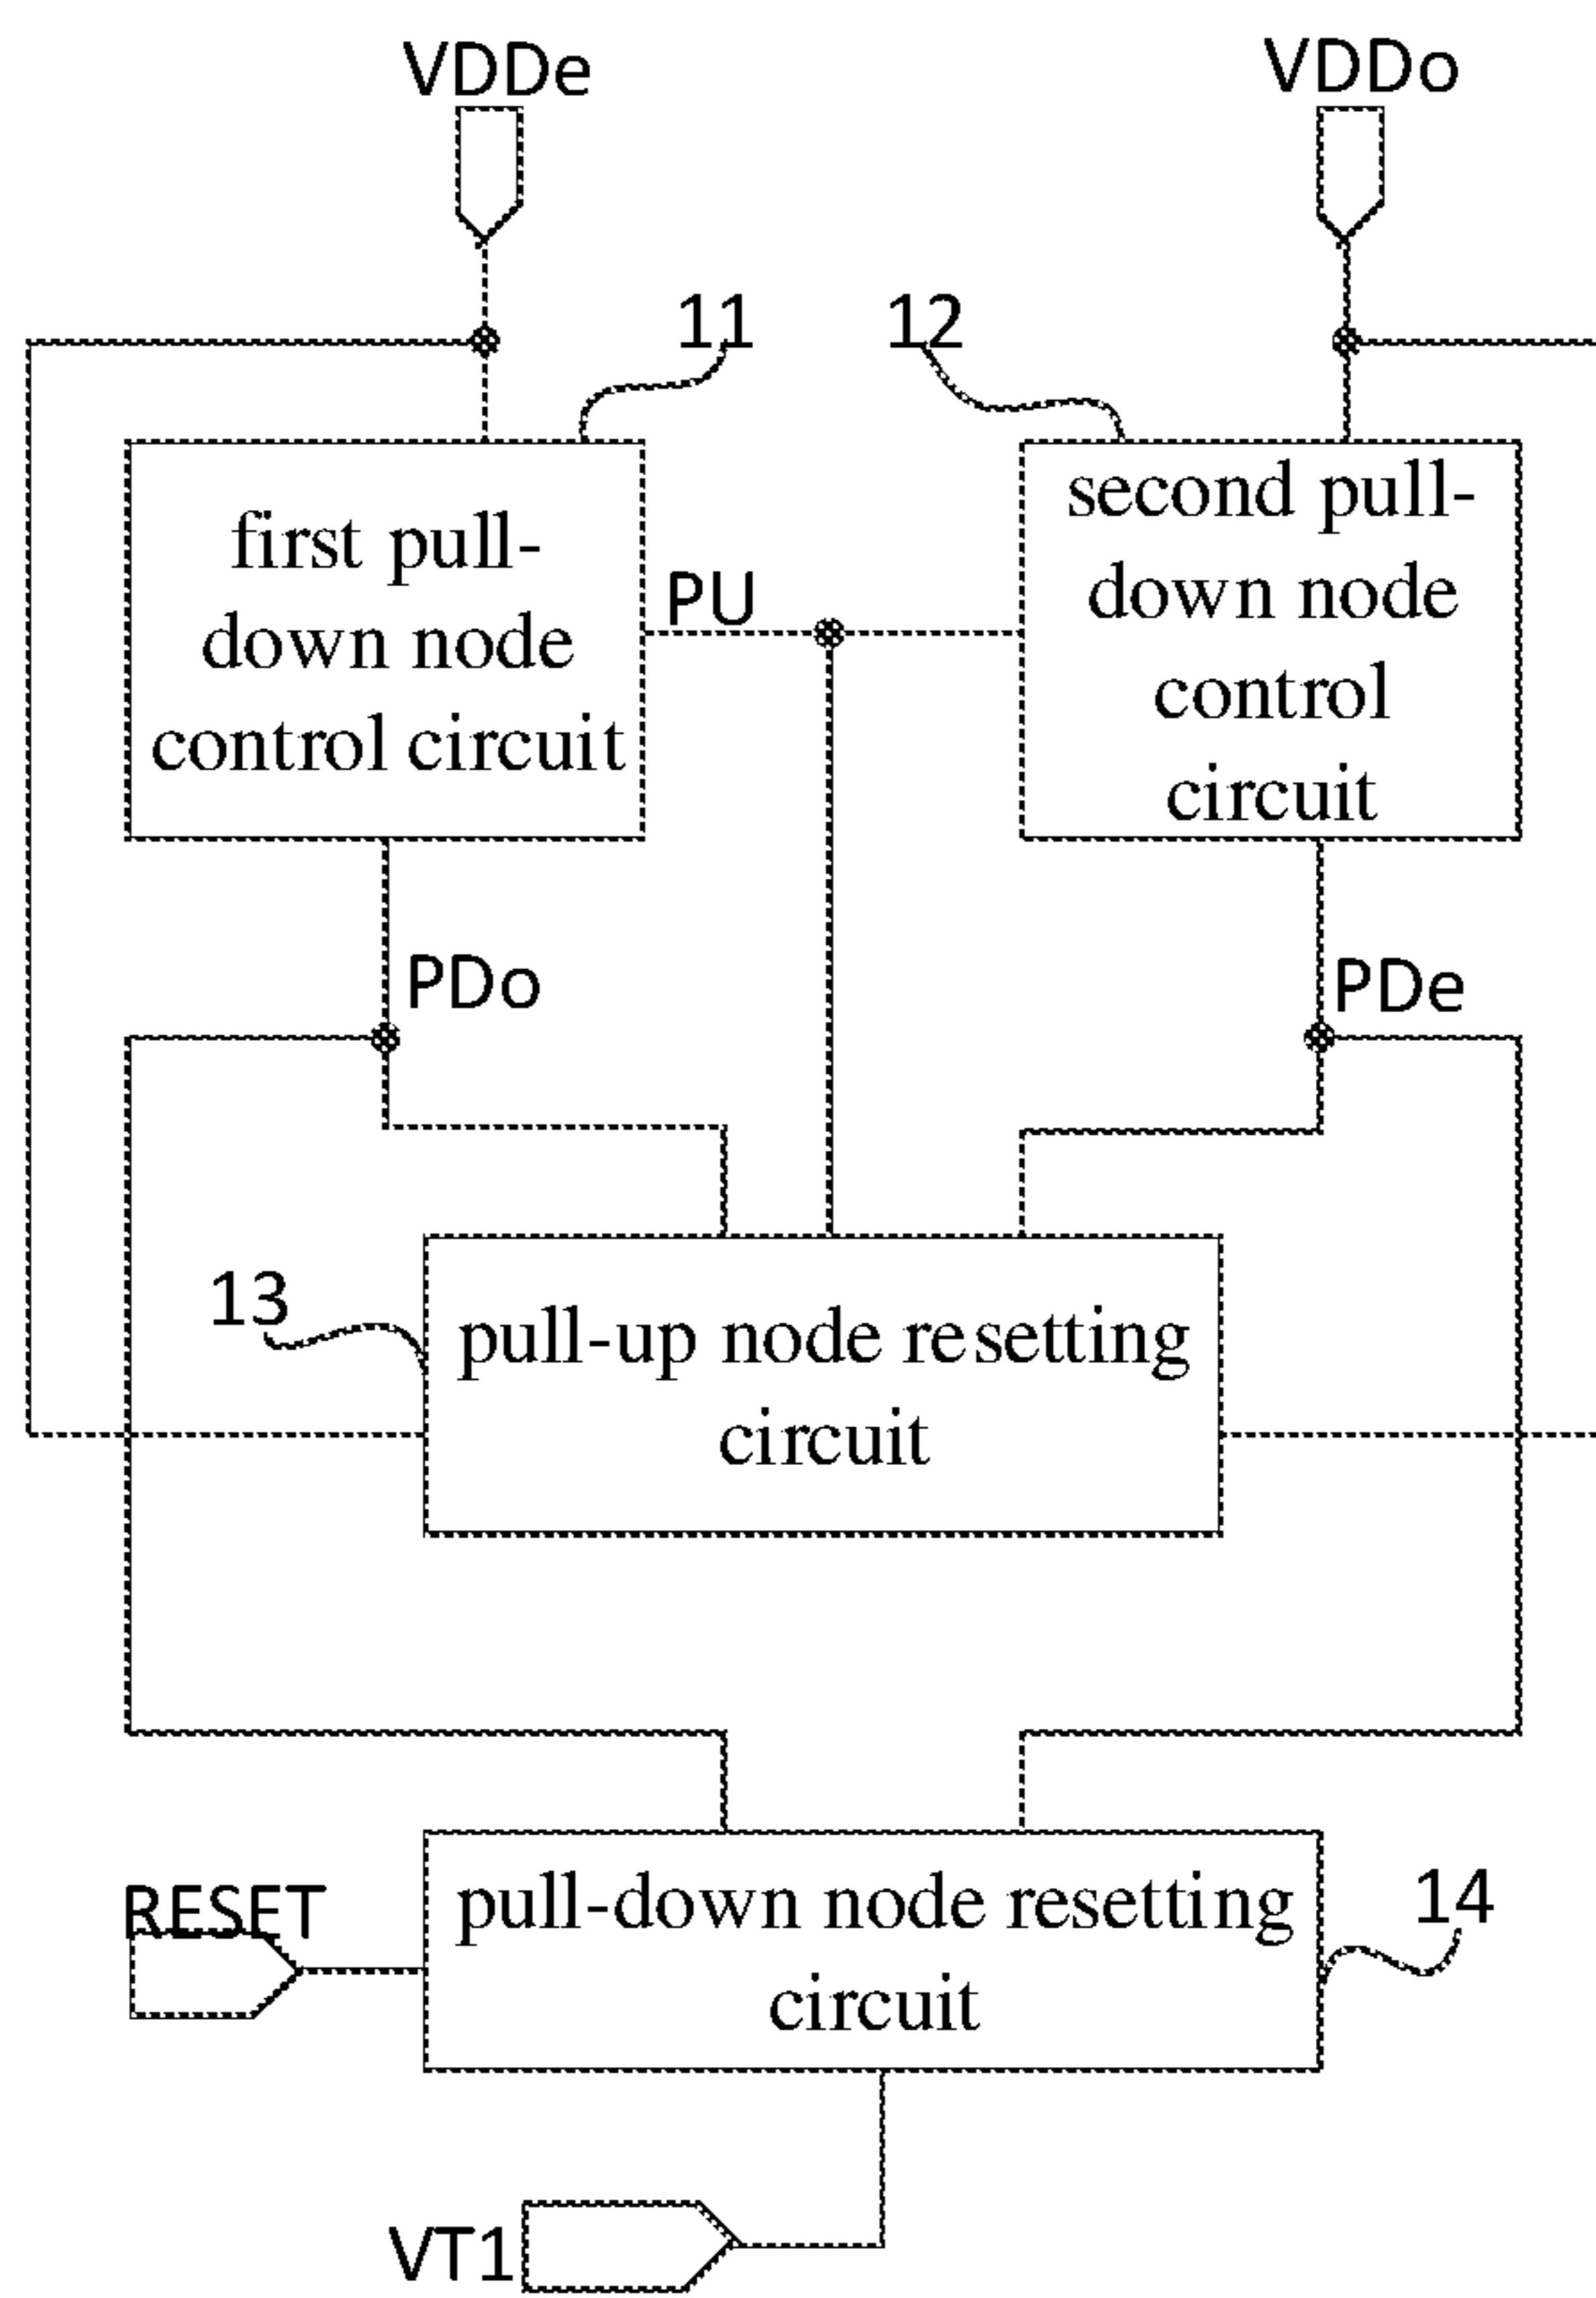 VDDe
VDDo
11
12
first pull-
down node
control circuit
PU
second pull-
down node
control
circuit
PDo
PDe
13
pull-up node resetting
circuit
RESET
pull-down node resetting
circuit
14
VT1